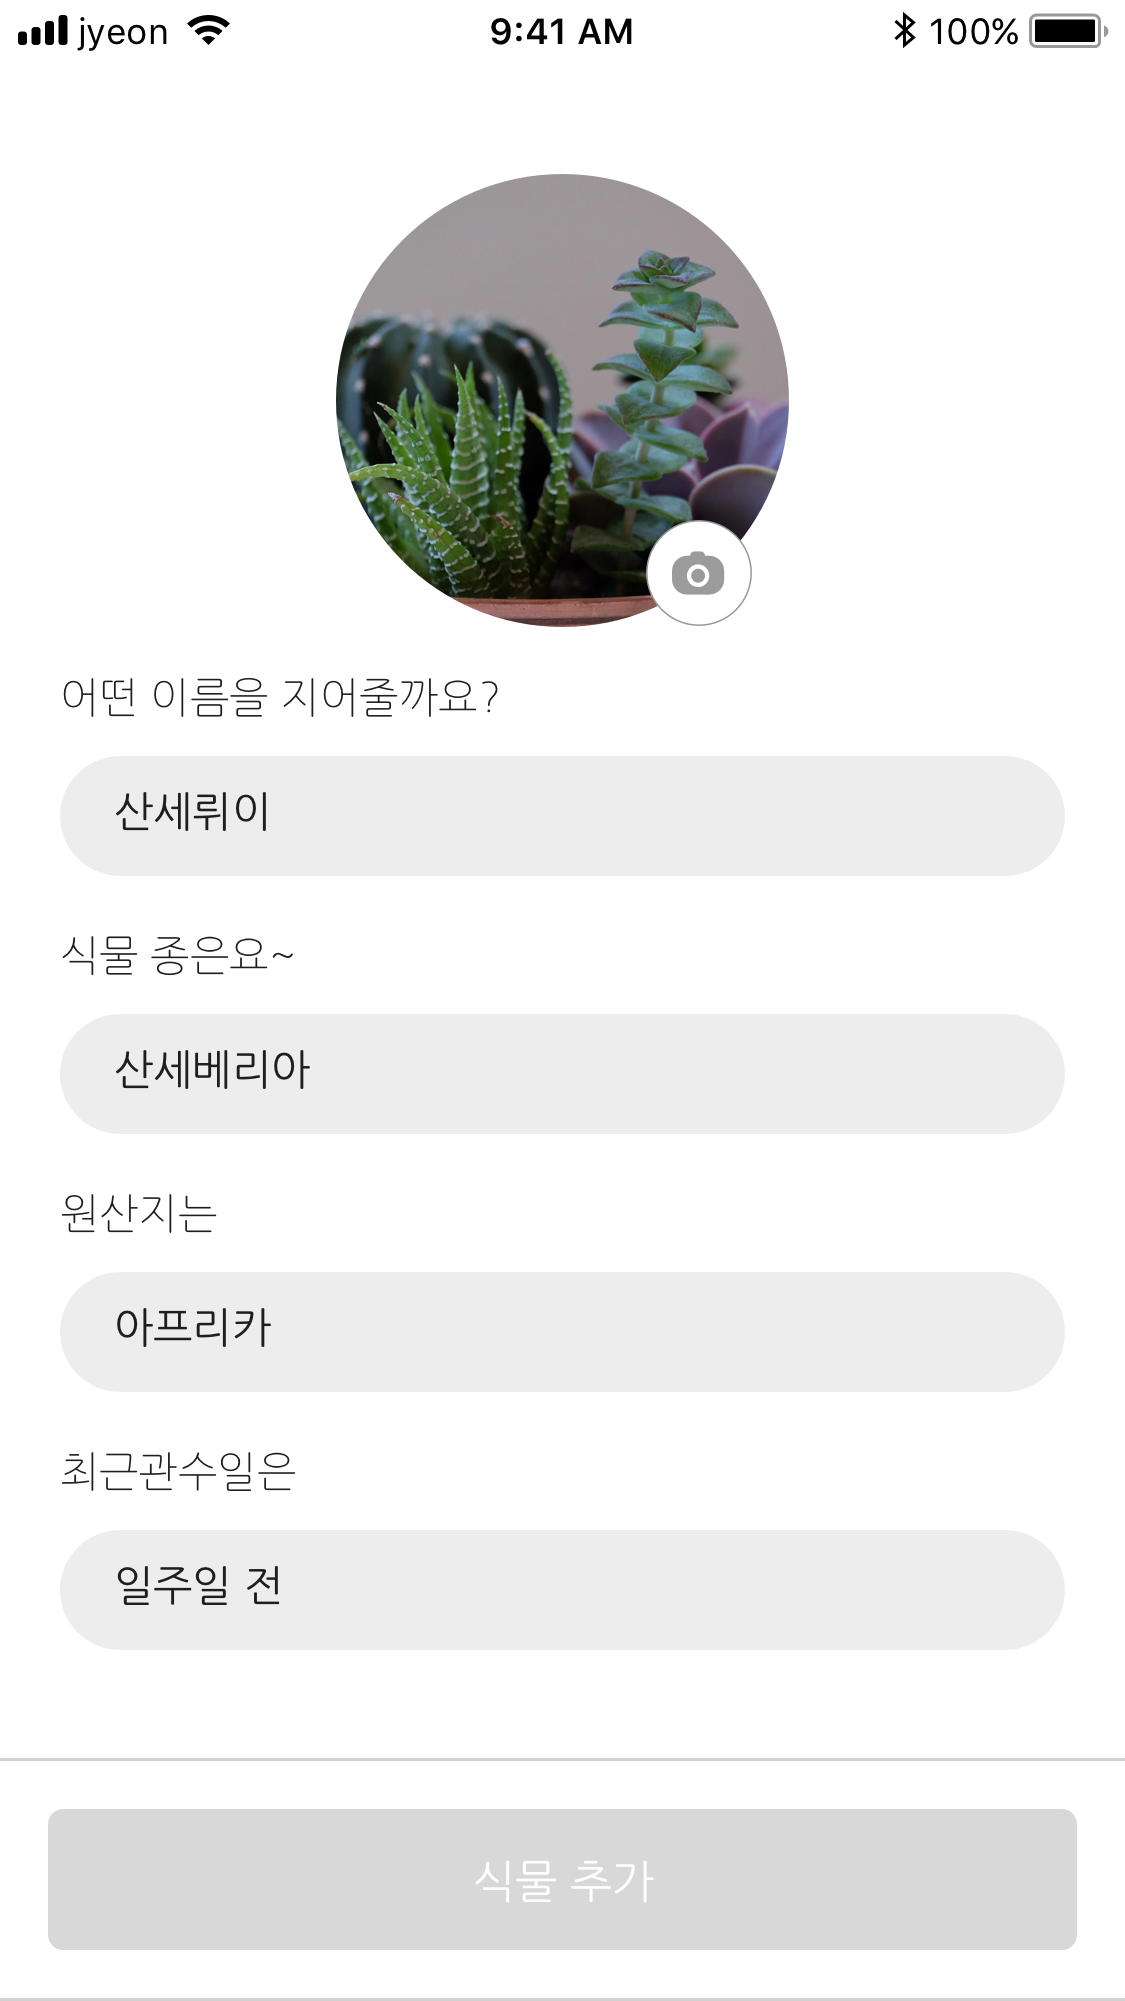 jyeon 9:41 AM 100%
어떤 이름을 지어줄까요?
산세뤼이
식물 종은요~
산세베리아
원산지는
아프리카
최근관수일은
일주일 전
식물 추가